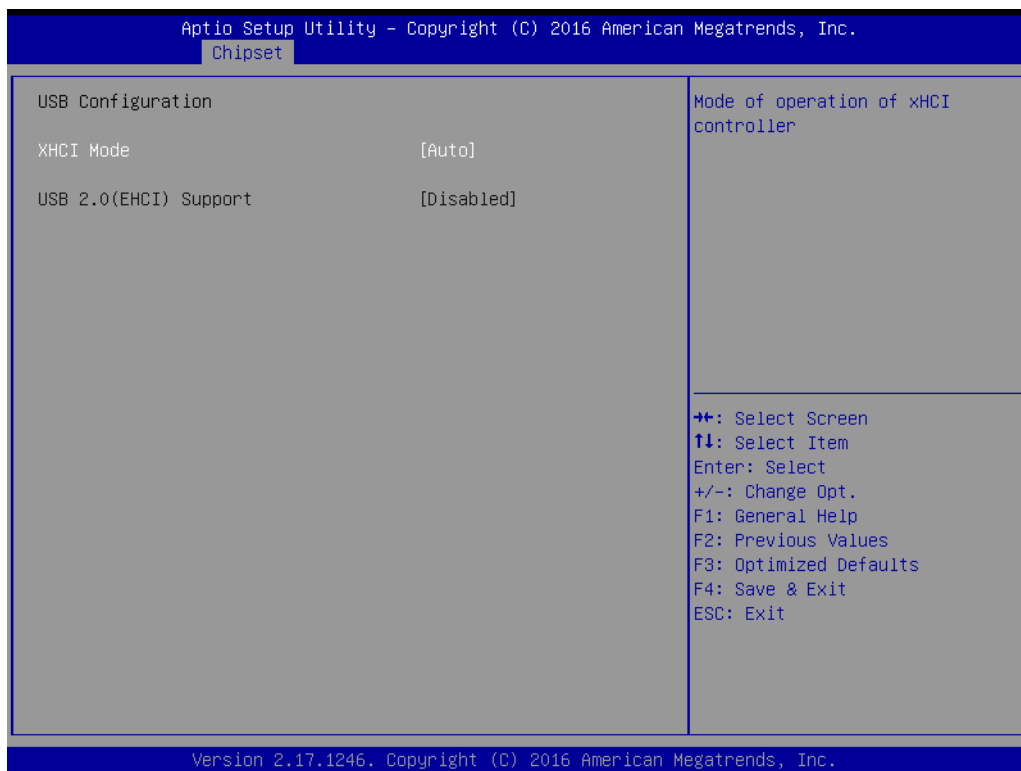 Aptio Setup Utility – Copyright (C) 2016 American Megatrends, Inc.
Chipset
USB Configuration
XHCI Mode [Auto]
USB 2.0(EHCI) Support [Disabled]
Mode of operation of xHCI
controller
→←: Select Screen
↑↓: Select Item
Enter: Select
+/-: Change Opt.
F1: General Help
F2: Previous Values
F3: Optimized Defaults
F4: Save & Exit
ESC: Exit
Version 2.17.1246. Copyright (C) 2016 American Megatrends, Inc.